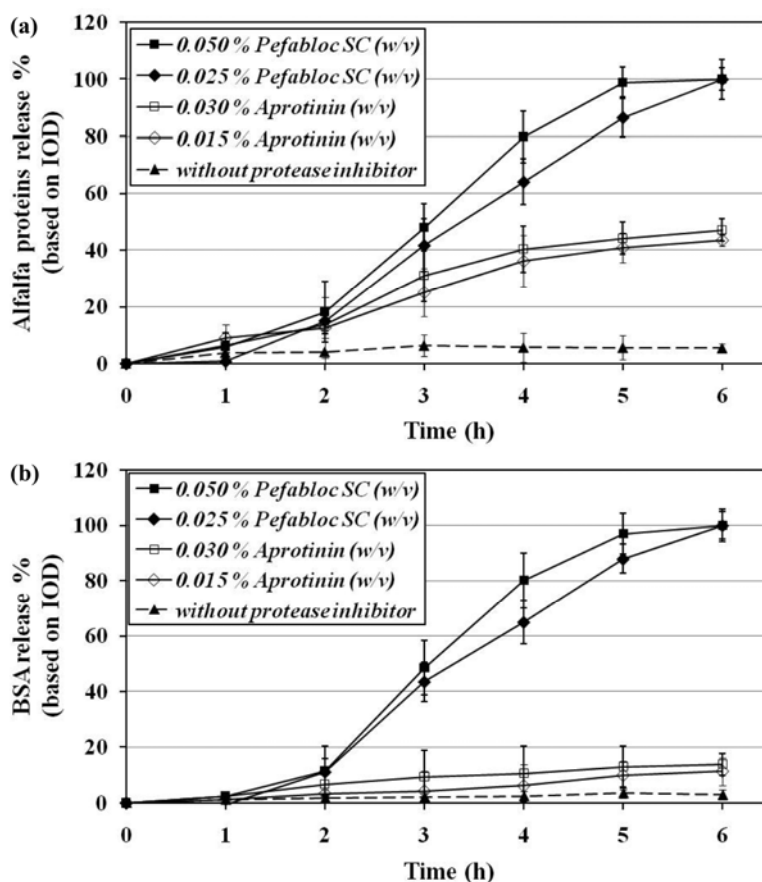 (a)
Alfalfa proteins release %
(based on IOD)
120
100
80
60
40
20
0
0.050% Pefabloc SC (w/v)
0.025% Pefabloc SC (w/v)
0.030% Aprotinin (w/v)
0.015% Aprotinin (w/v)
without protease inhibitor
0 1 2 3 4 5 6
Time (h)
(b)
BSA release %
(based on IOD)
120
100
80
60
40
20
0
0.050% Pefabloc SC (w/v)
0.025% Pefabloc SC (w/v)
0.030% Aprotinin (w/v)
0.015% Aprotinin (w/v)
without protease inhibitor
0 1 2 3 4 5 6
Time (h)